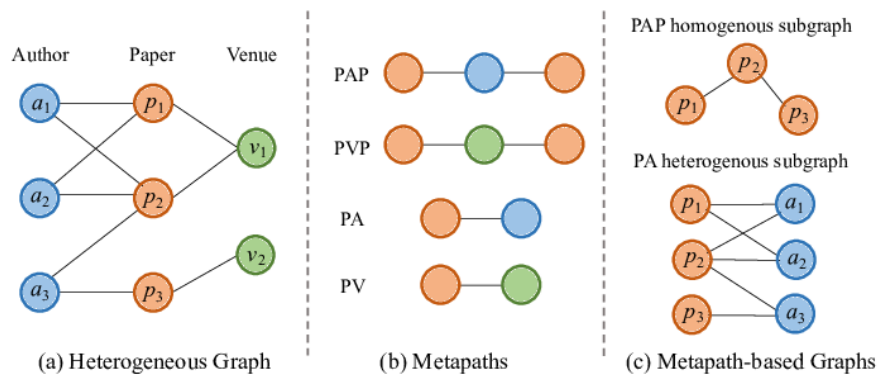 Author Paper Venue
a1 p1
v1
a2 p2
v2
a3 p3
(a) Heterogeneous Graph
PAP
PVP
PA
PV
(b) Metapaths
PAP homogenous subgraph
p2
p1
p3
PA heterogenous subgraph
p1 a1
p2 a2
p3 a3
(c) Metapath-based Graphs